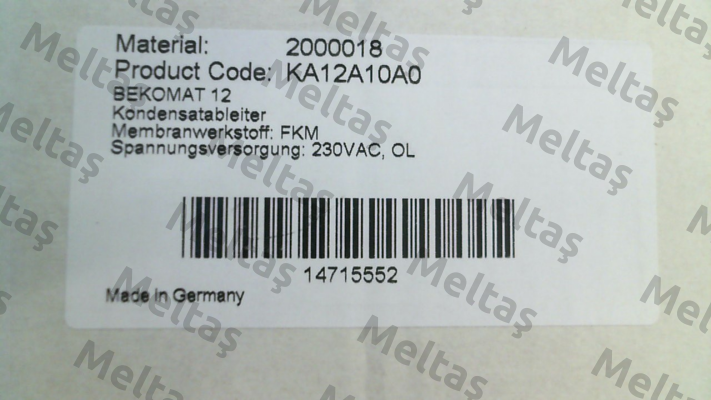 Material: 2000018
Product Code: KA12A10A0
BEKOMAT 12
Kondensatableiter
Membranwerkstoff: FKM
Spannungsversorgung: 230VAC, OL
14715552
Made in Germany
Meltaş